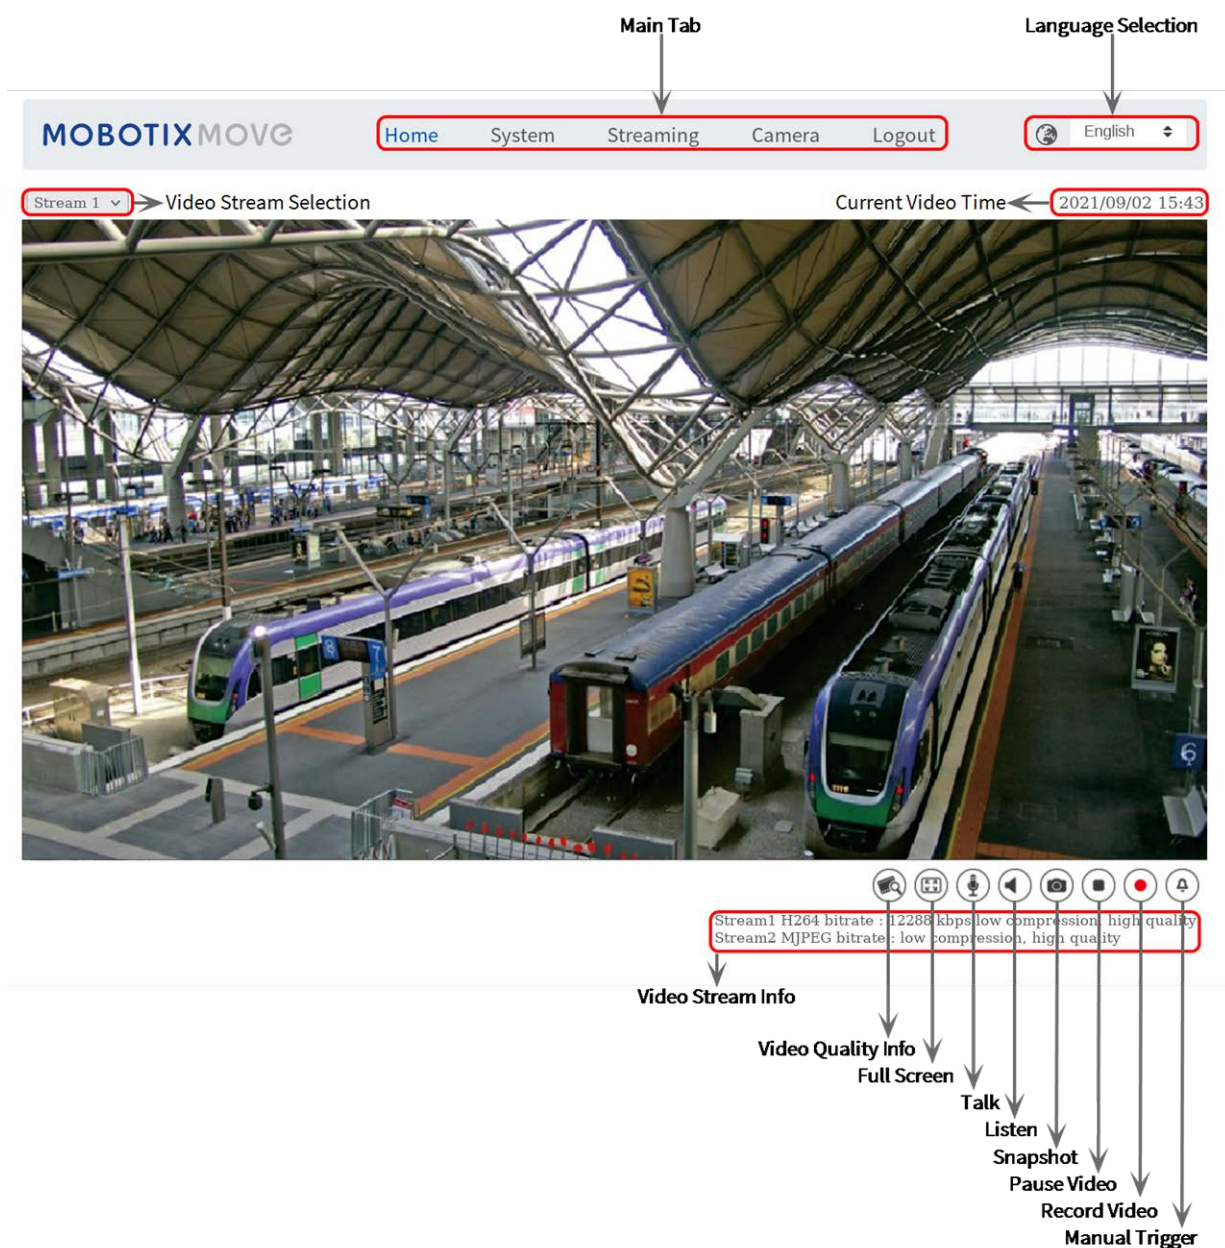 Main Tab
Language Selection
MOBOTIX MOVE
Home System Streaming Camera Logout
English
Stream 1
Video Stream Selection
Current Video Time
2021/09/02 15:43
6
Stream1 H264 bitrate : 12288 kbps low compression, high quality
Stream2 MJPEG bitrate : low compression, high quality
Video Stream Info
Video Quality Info
Full Screen
Talk
Listen
Snapshot
Pause Video
Record Video
Manual Trigger